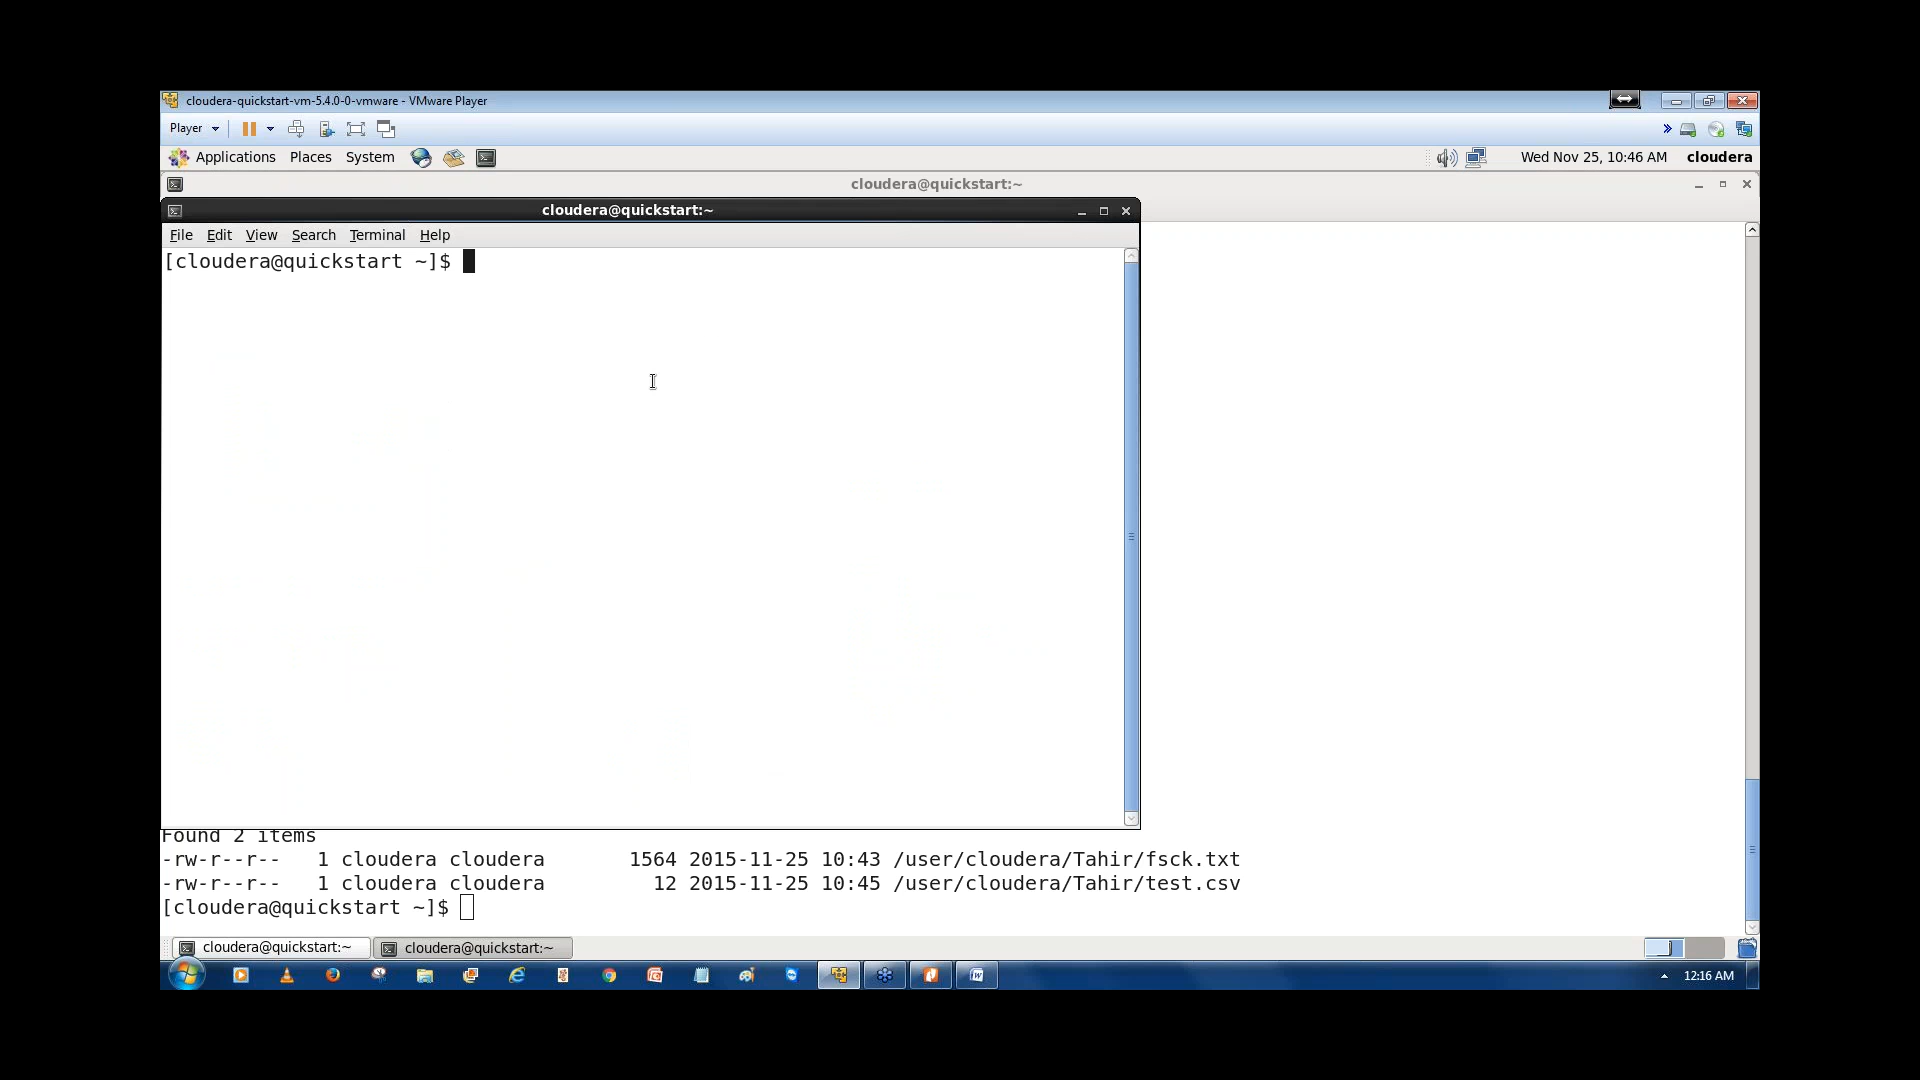 cloudera-quickstart-vm-5.4.0-0-vmware - VMware Player
Player
Applications Places System Wed Nov 25, 10:46 AM cloudera
cloudera@quickstart:~
cloudera@quickstart:~
File Edit View Search Terminal Help
[cloudera@quickstart ~]$
Found 2 items
-rw-r--r-- 1 cloudera cloudera 1564 2015-11-25 10:43 /user/cloudera/Tahir/fsck.txt
-rw-r--r-- 1 cloudera cloudera 12 2015-11-25 10:45 /user/cloudera/Tahir/test.csv
[cloudera@quickstart ~]$
cloudera@quickstart:~ cloudera@quickstart:~
12:16 AM